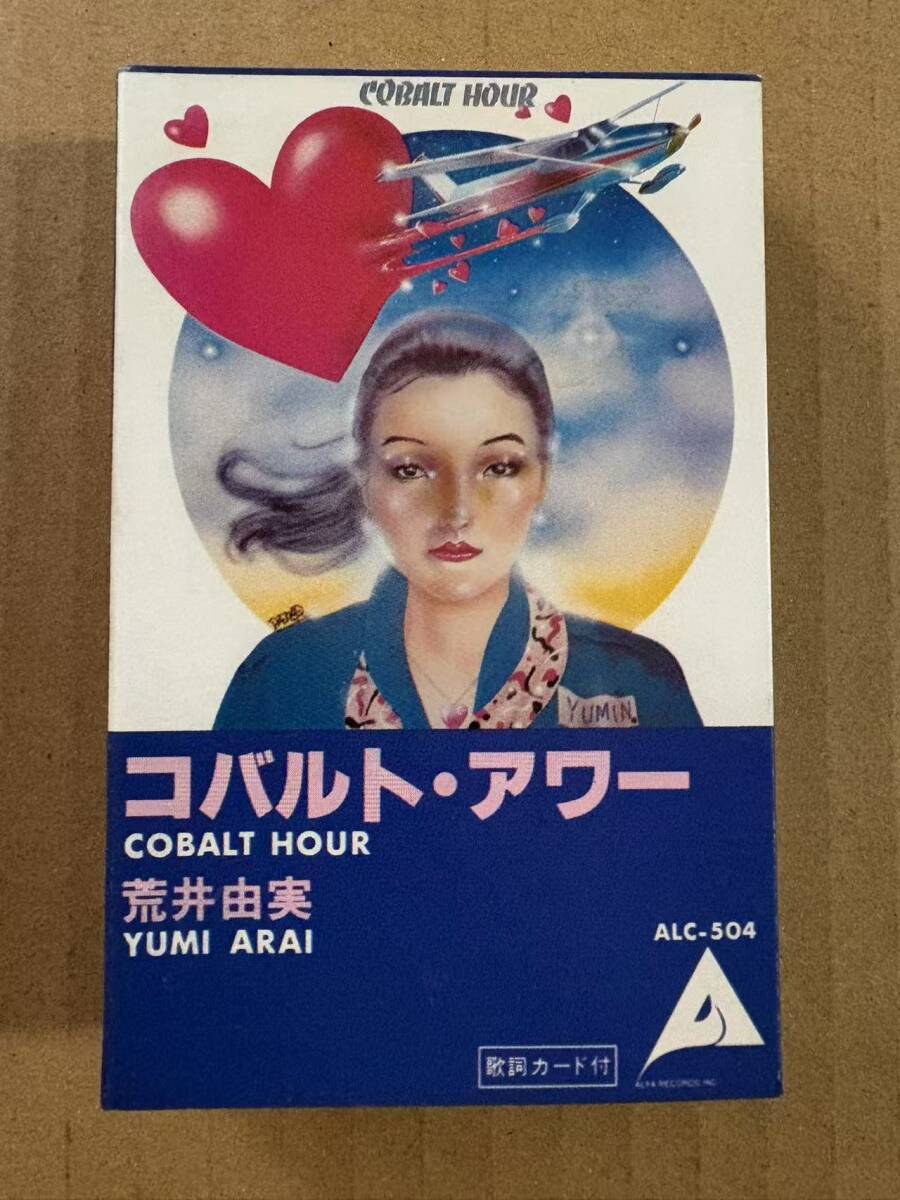 COBALT HOUR
YUMIN.
コバルト・アワー
COBALT HOUR
荒井由実
YUMI ARAI
ALC-504
歌詞カード付
ALFA RECORDS, INC.